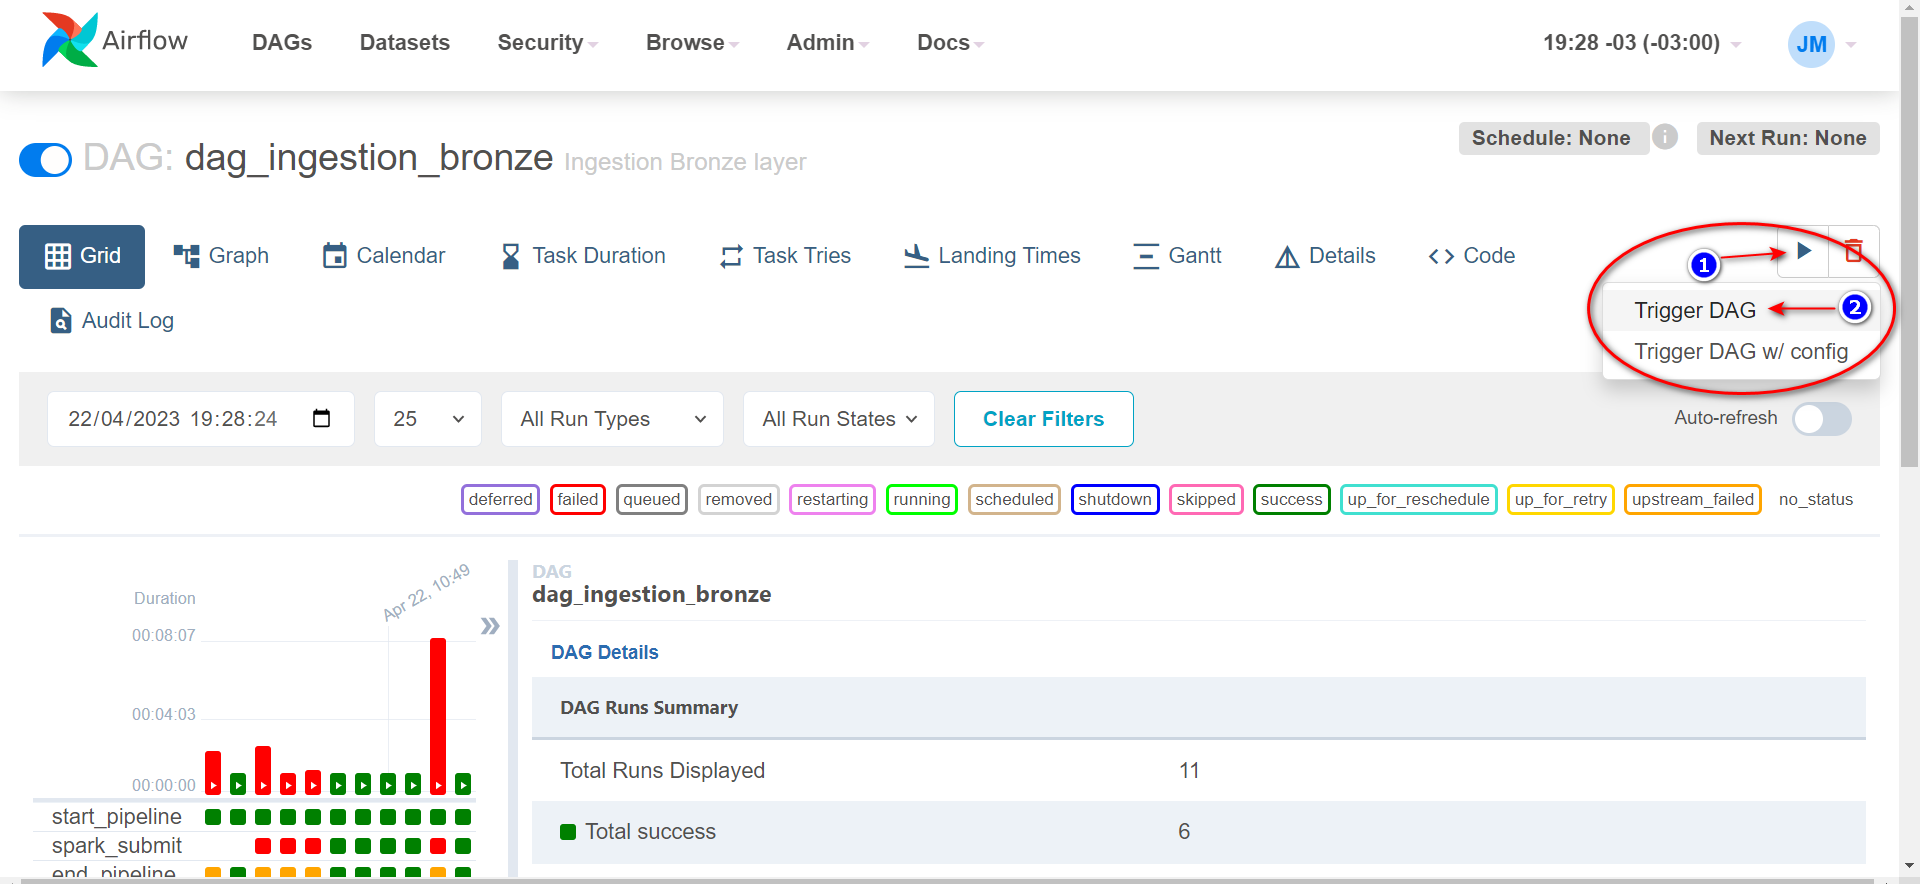 Airflow
DAGs Datasets Security Browse Admin Docs 19:28 -03 (-03:00) JM
Schedule: None i Next Run: None
DAG: dag_ingestion_bronze Ingestion Bronze layer
Grid Graph Calendar Task Duration Task Tries Landing Times Gantt Details Code
1
Audit Log
Trigger DAG 2
Trigger DAG w/ config
22/04/2023 19:28:24 25 All Run Types All Run States Clear Filters Auto-refresh
deferred failed queued removed restarting running scheduled shutdown skipped success up_for_reschedule up_for_retry upstream_failed no_status
Apr 22, 10:49
Duration
00:08:07
00:04:03
00:00:00
start_pipeline
spark_submit
end_pipeline
DAG
dag_ingestion_bronze
DAG Details
DAG Runs Summary
Total Runs Displayed 11
Total success 6